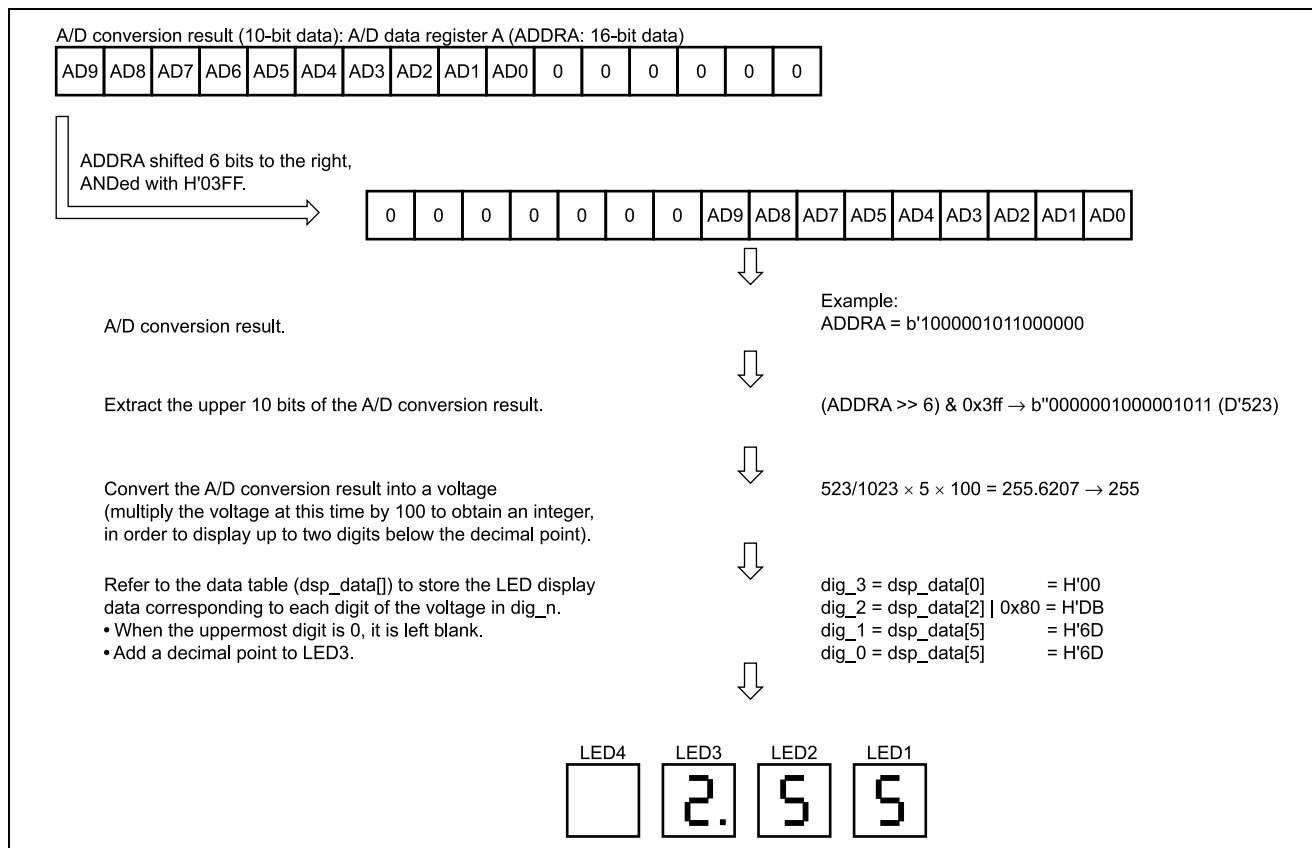 A/D conversion result (10-bit data): A/D data register A (ADDRA: 16-bit data)
AD9 AD8 AD7 AD6 AD5 AD4 AD3 AD2 AD1 AD0 0 0 0 0 0 0
ADDRA shifted 6 bits to the right,
ANDed with H'03FF.
0 0 0 0 0 0 0 AD9 AD8 AD7 AD5 AD4 AD3 AD2 AD1 AD0
Example:
A/D conversion result. ADDRA = b'1000001011000000
Extract the upper 10 bits of the A/D conversion result. (ADDRA >> 6) & 0x3ff → b"0000001000001011 (D'523)
Convert the A/D conversion result into a voltage 523/1023 × 5 × 100 = 255.6207 → 255
(multiply the voltage at this time by 100 to obtain an integer,
in order to display up to two digits below the decimal point).
Refer to the data table (dsp_data[]) to store the LED display dig_3 = dsp_data[0] = H'00
data corresponding to each digit of the voltage in dig_n. dig_2 = dsp_data[2] | 0x80 = H'DB
• When the uppermost digit is 0, it is left blank. dig_1 = dsp_data[5] = H'6D
• Add a decimal point to LED3. dig_0 = dsp_data[5] = H'6D
LED4 LED3 LED2 LED1
2. 5 5